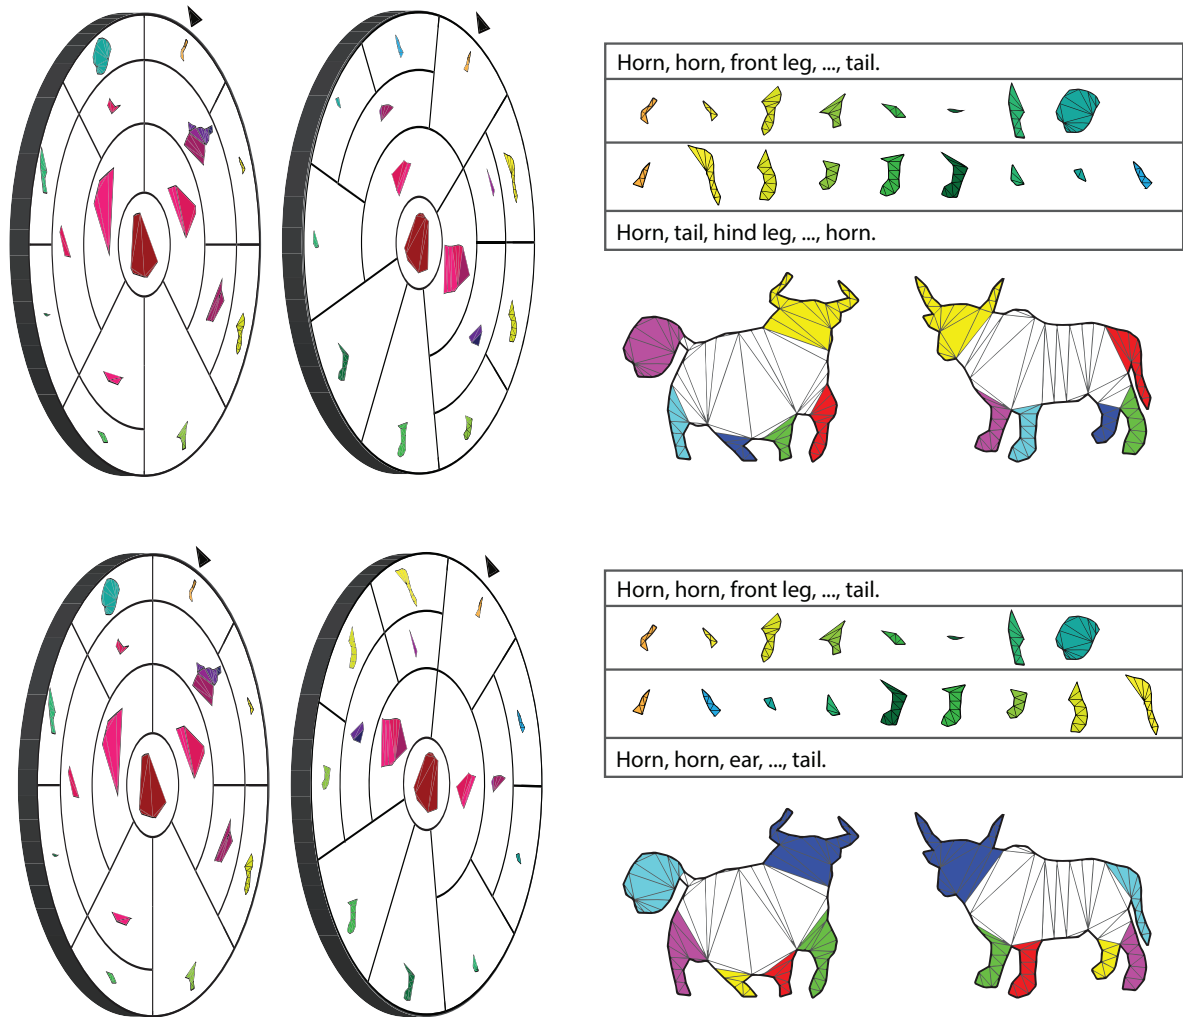 Horn, horn, front leg, ..., tail.
Horn, tail, hind leg, ..., horn.
Horn, horn, front leg, ..., tail.
Horn, horn, ear, ..., tail.